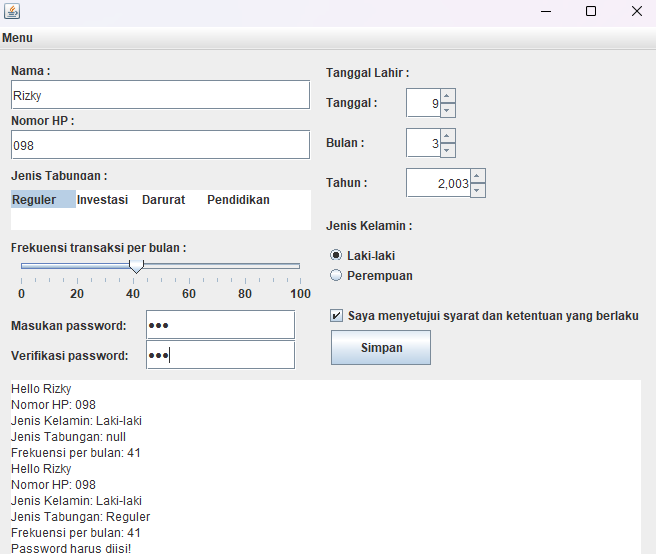 Menu
Nama :
Rizky
Nomor HP :
098
Jenis Tabungan :
Reguler Investasi Darurat Pendidikan
Frekuensi transaksi per bulan :
0 20 40 60 80 100
Masukan password:
●●●
Verifikasi password:
●●●
Tanggal Lahir :
Tanggal : 9
Bulan : 3
Tahun : 2,003
Jenis Kelamin :
Laki-laki
Perempuan
Saya menyetujui syarat dan ketentuan yang berlaku
Simpan
Hello Rizky
Nomor HP: 098
Jenis Kelamin: Laki-laki
Jenis Tabungan: null
Frekuensi per bulan: 41
Hello Rizky
Nomor HP: 098
Jenis Kelamin: Laki-laki
Jenis Tabungan: Reguler
Frekuensi per bulan: 41
Password harus diisi!